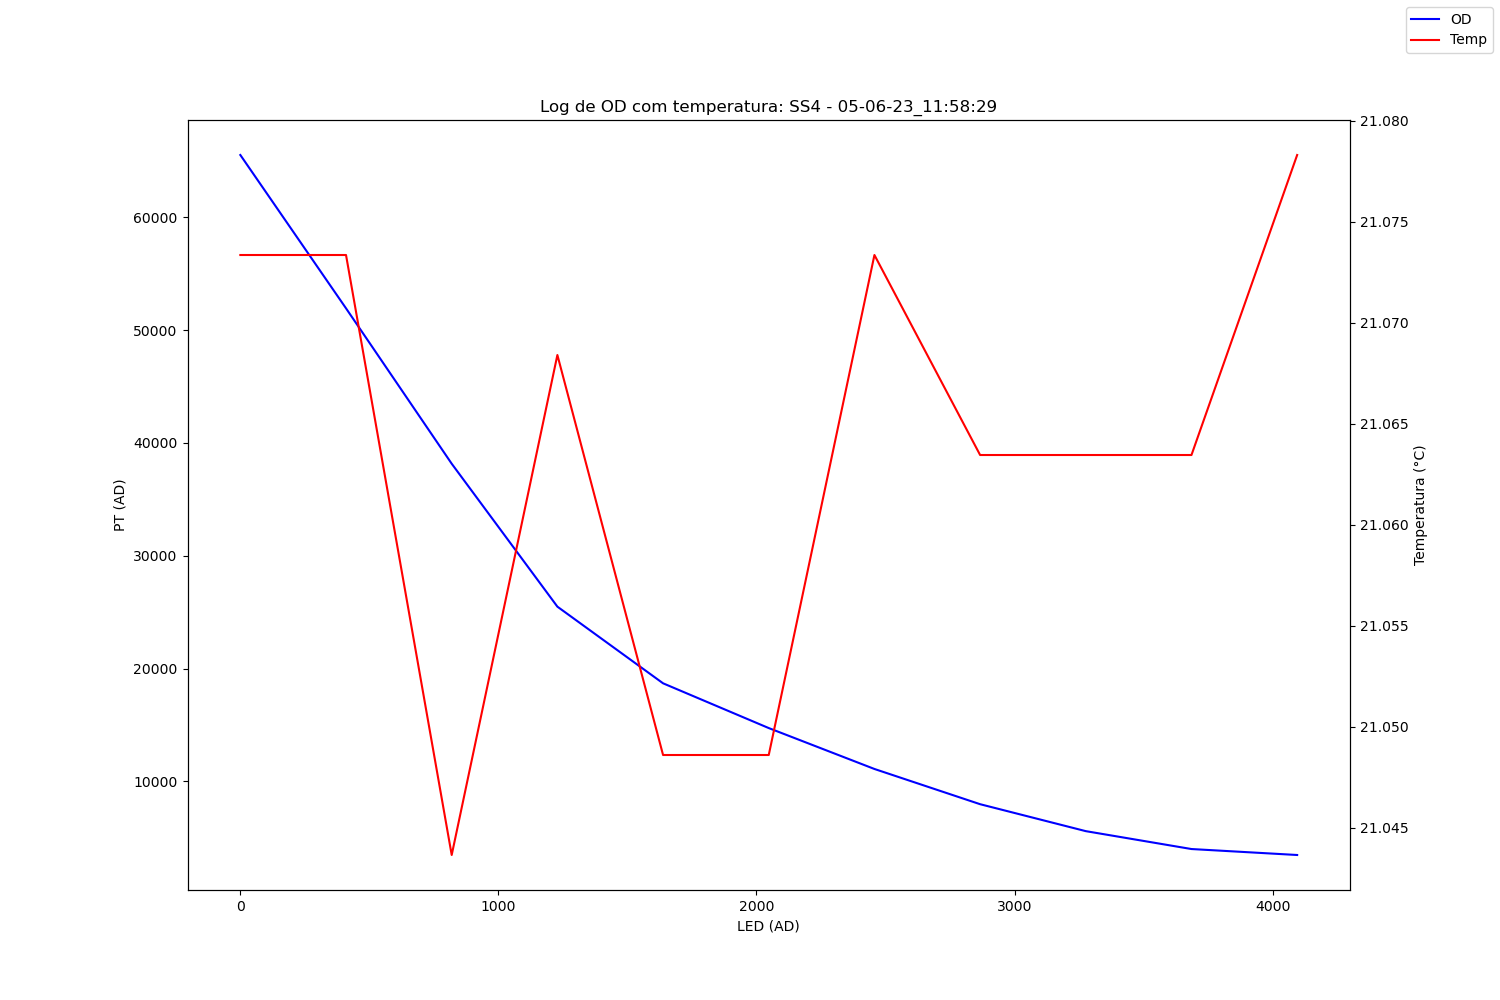 OD
Temp
Log de OD com temperatura: SS4 - 05-06-23_11:58:29
PT (AD)
60000
50000
40000
30000
20000
10000
21.080
21.075
21.070
21.065
21.060
21.055
21.050
21.045
Temperatura (°C)
0 1000 2000 3000 4000
LED (AD)